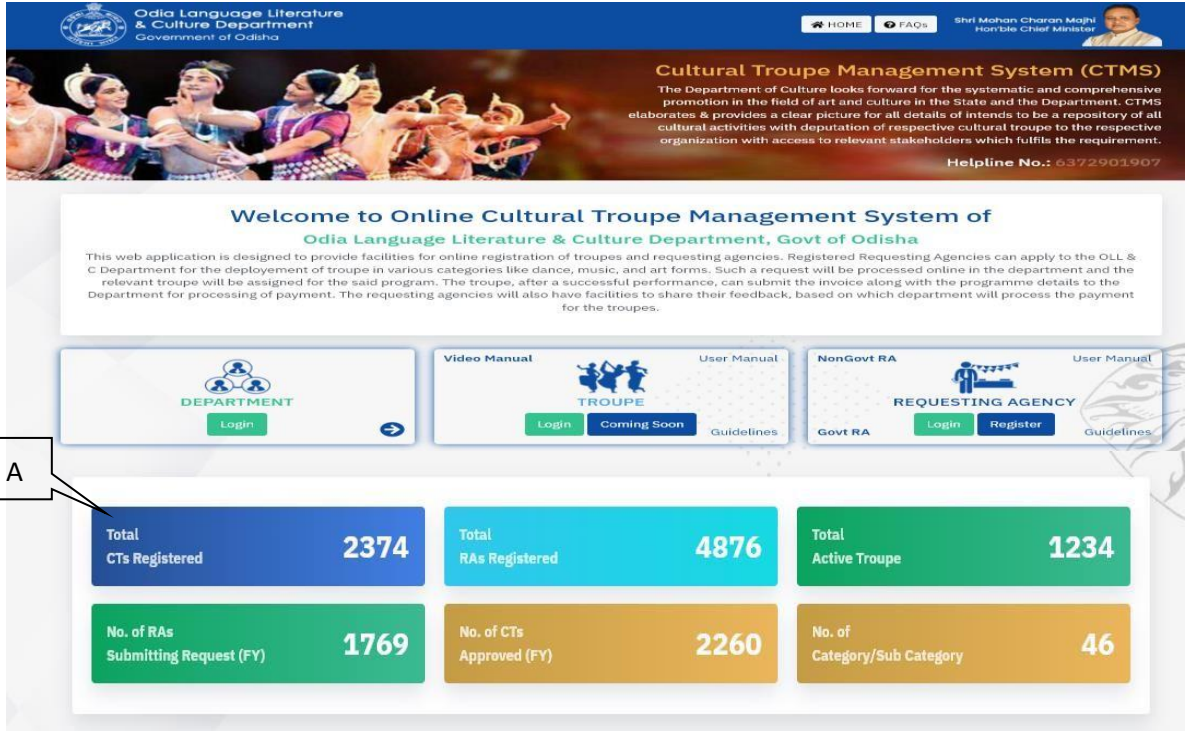 Odia Language Literature
& Culture Department
Government of Odisha
HOME
FAQs
Shri Mohan Charan Majhi
Hon'ble Chief Minister
Cultural Troupe Management System (CTMS)
The Department of Culture looks forward for the systematic and comprehensive
promotion in the field of art and culture in the State and the Department. CTMS
elaborates & provides a clear picture for all details of intends to be a repository of all
cultural activities with deputation of respective cultural troupe to the respective
organization with access to relevant stakeholders which fulfils the requirement.
Helpline No.: 6372901907
Welcome to Online Cultural Troupe Management System of
Odia Language Literature & Culture Department, Govt of Odisha
This web application is designed to provide facilities for online registration of troupes and requesting agencies. Registered Requesting Agencies can apply to the OLL &
C Department for the deployement of troupe in various categories like dance, music, and art forms. Such a request will be processed online in the department and the
relevant troupe will be assigned for the said program. The troupe, after a successful performance, can submit the invoice along with the programme details to the
Department for processing of payment. The requesting agencies will also have facilities to share their feedback, based on which department will process the payment
for the troupes.
DEPARTMENT
Login
Video Manual
User Manual
TROUPE
Login
Coming Soon
Guidelines
NonGovt RA
User Manual
REQUESTING AGENCY
Govt RA
Login
Register
Guidelines
A
Total
CTs Registered
2374
Total
RAs Registered
4876
Total
Active Troupe
1234
No. of RAs
Submitting Request (FY)
1769
No. of CTs
Approved (FY)
2260
No. of
Category/Sub Category
46